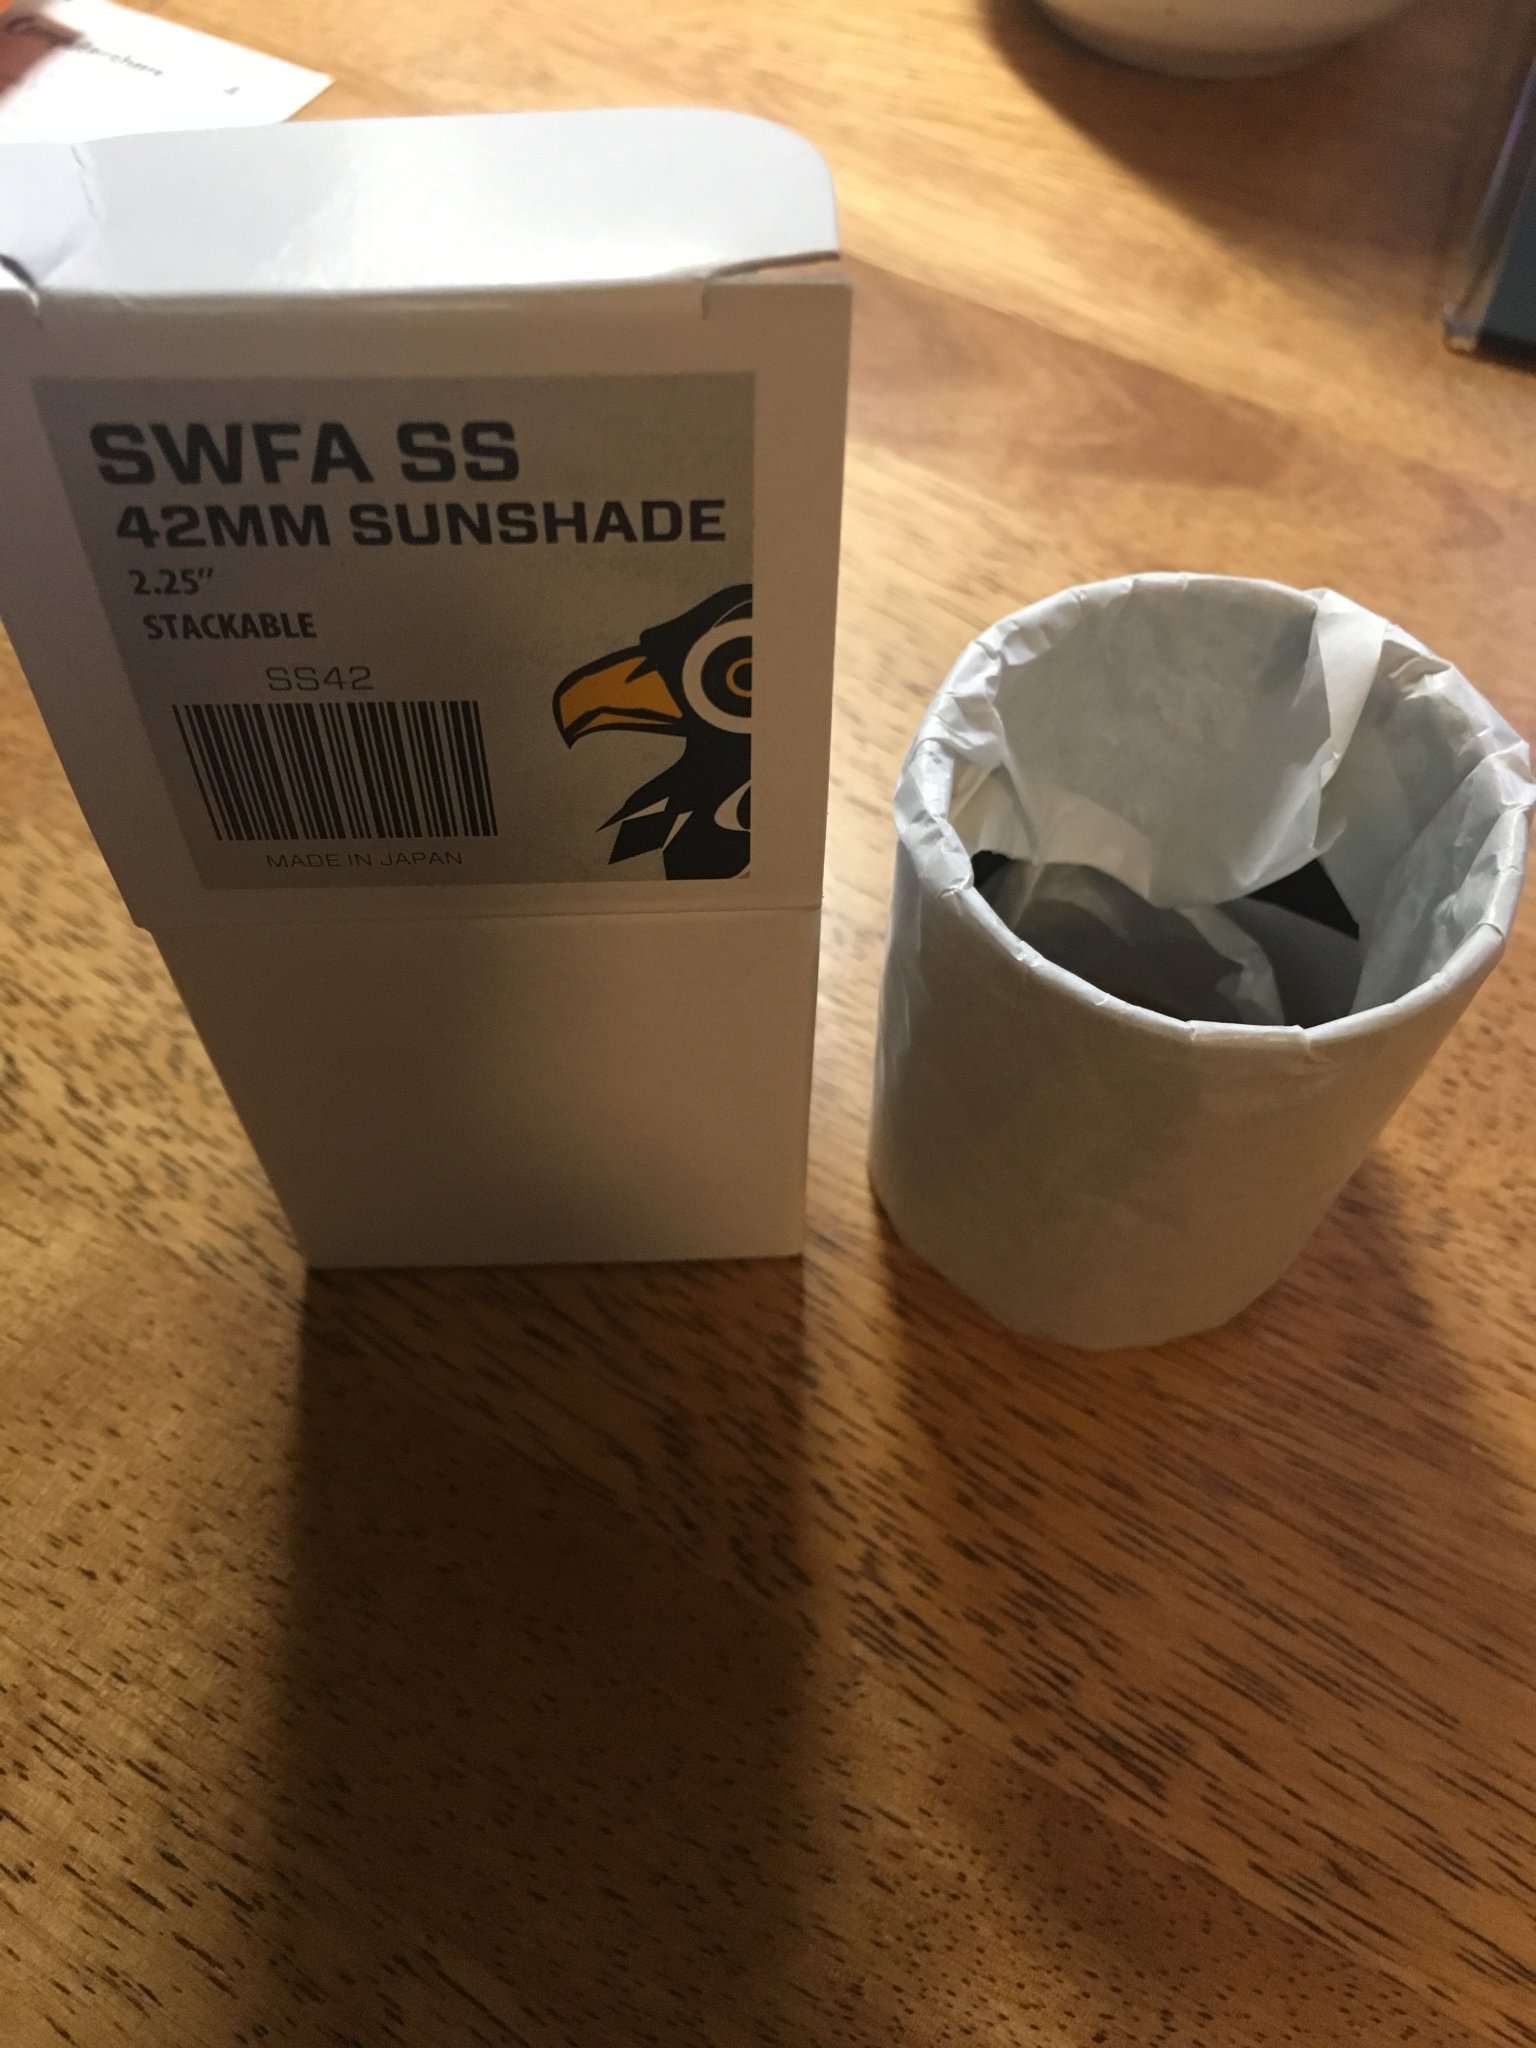 SWFA SS
42MM SUNSHADE
2.25"
STACKABLE
SS42
MADE IN JAPAN